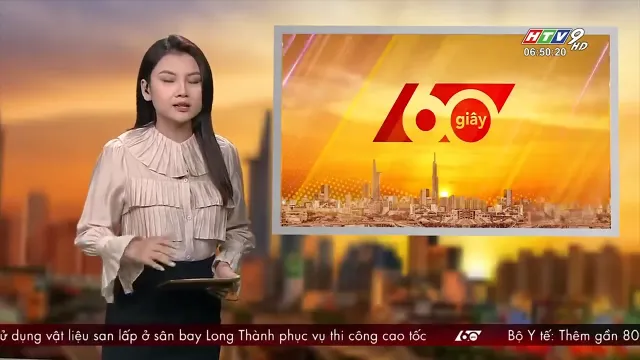 HTV9 HD
06:50:20
60 giây
sử dụng vật liệu san lấp ở sân bay Long Thành phục vụ thi công cao tốc 60 Bộ Y tế: Thêm gần 80